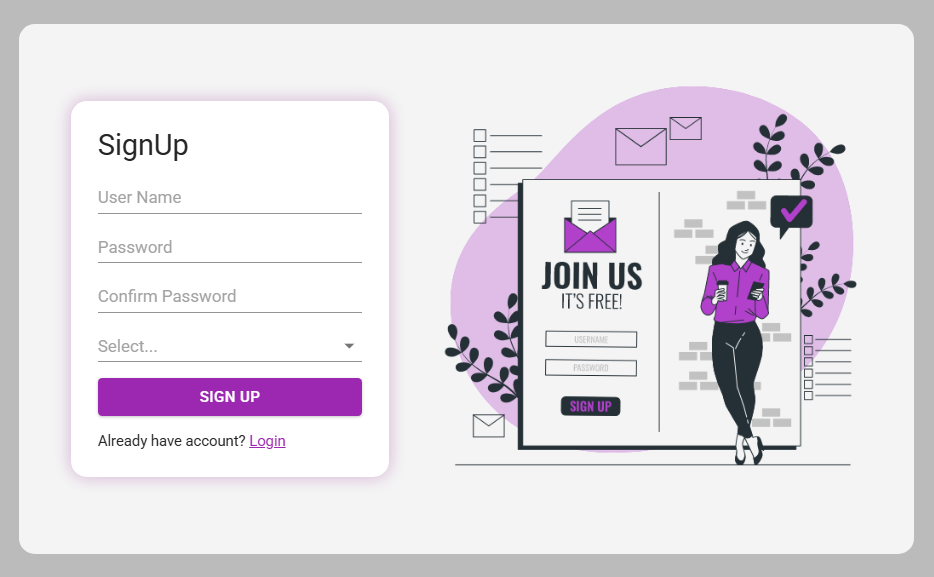 SignUp
User Name
Password
Confirm Password
Select...
SIGN UP
Already have account? Login
JOIN US
IT'S FREE!
USERNAME
PASSWORD
SIGN UP